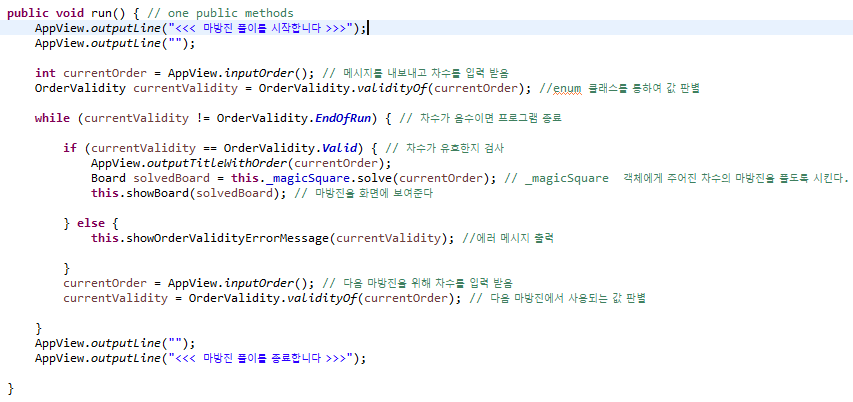 public void run() { // one public methods
AppView.outputLine("<<< 마방진 풀이를 시작합니다 >>>");
AppView.outputLine("");
int currentOrder = AppView.inputOrder(); // 메시지를 내보내고 차수를 입력 받음
OrderValidity currentValidity = OrderValidity.validityOf(currentOrder); //enum 클래스를 통하여 값 판별
while (currentValidity != OrderValidity.EndOfRun) { // 차수가 음수이면 프로그램 종료
if (currentValidity == OrderValidity.Valid) { // 차수가 유효한지 검사
AppView.outputTitleWithOrder(currentOrder);
Board solvedBoard = this._magicSquare.solve(currentOrder); // _magicSquare 객체에게 주어진 차수의 마방진을 풀도록 시킨다.
this.showBoard(solvedBoard); // 마방진을 화면에 보여준다
} else {
this.showOrderValidityErrorMessage(currentValidity); //에러 메시지 출력
}
currentOrder = AppView.inputOrder(); // 다음 마방진을 위해 차수를 입력 받음
currentValidity = OrderValidity.validityOf(currentOrder); // 다음 마방진에서 사용되는 값 판별
}
AppView.outputLine("");
AppView.outputLine("<<< 마방진 풀이를 종료합니다 >>>");
}